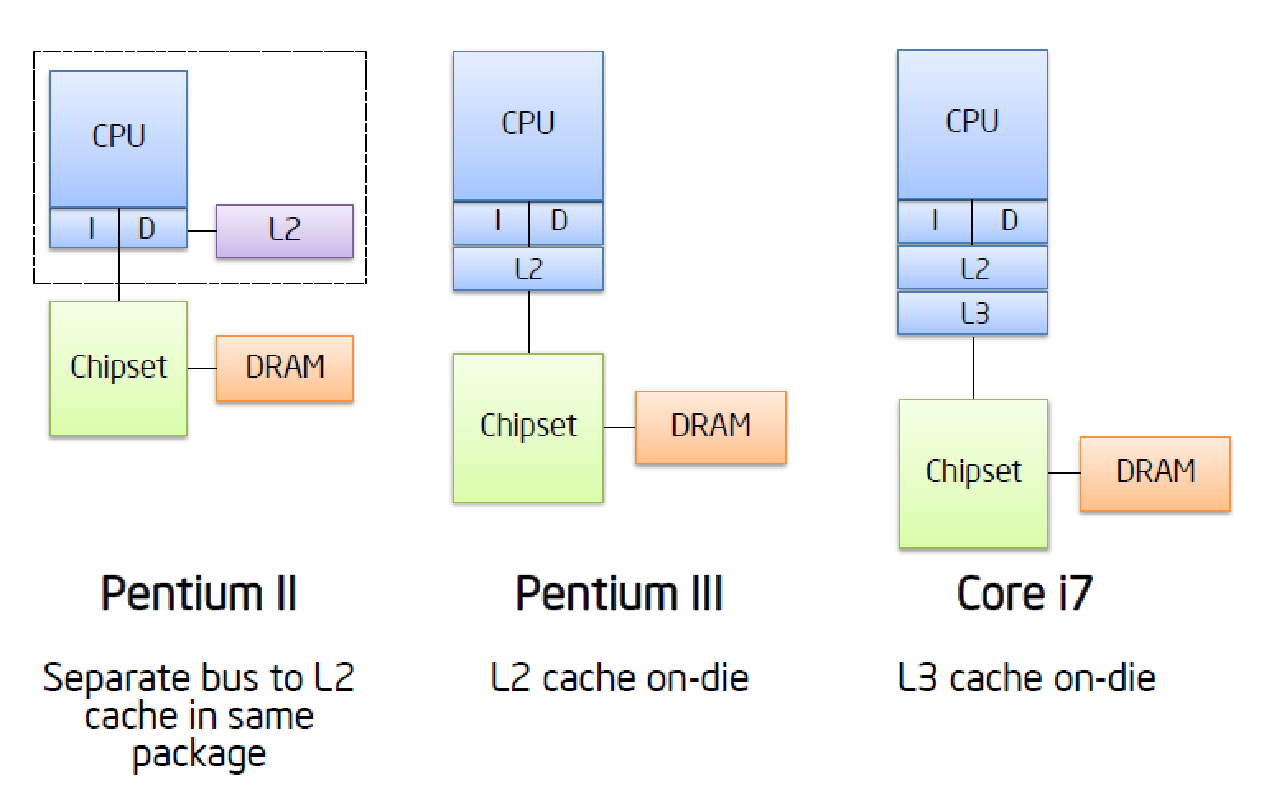 CPU
I
D
L2
Chipset
DRAM
Pentium II
Separate bus to L2
cache in same
package
CPU
I
D
L2
Chipset
DRAM
Pentium III
L2 cache on-die
CPU
I
D
L2
L3
Chipset
DRAM
Core i7
L3 cache on-die